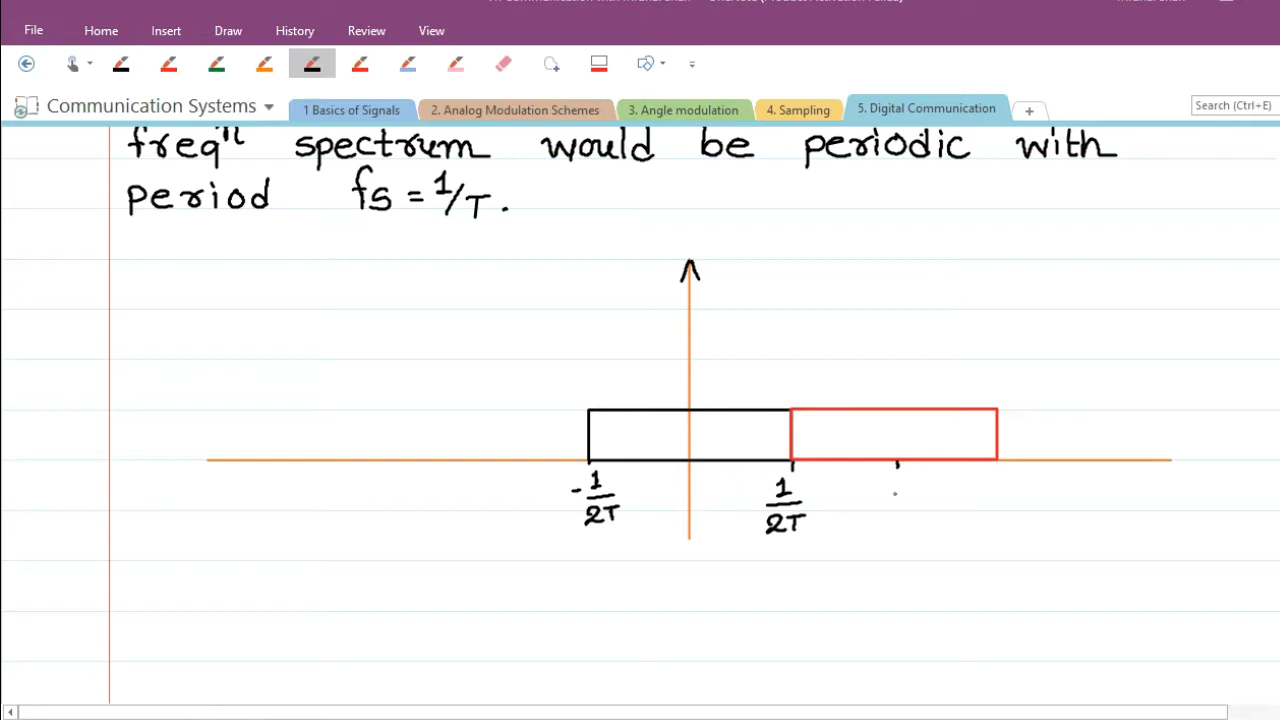 File Home Insert Draw History Review View
Communication Systems 1 Basics of Signals 2. Analog Modulation Schemes 3. Angle modulation 4. Sampling 5. Digital Communication Search (Ctrl+E)
spectrum would be periodic with
period fs = 1/T.
-1/2T 1/2T